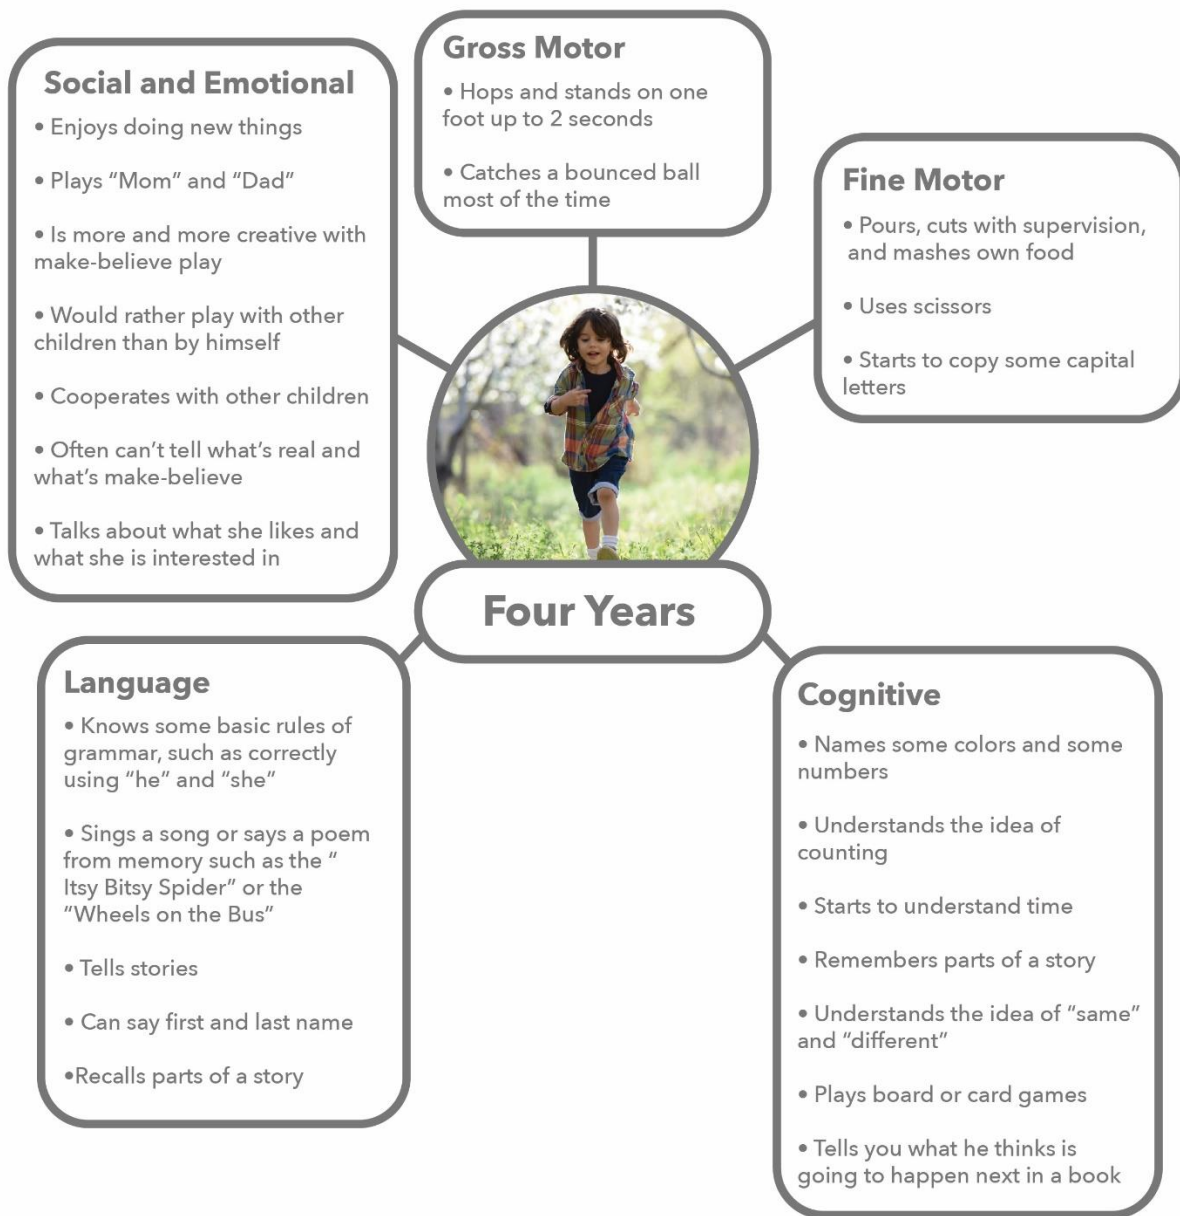 Social and Emotional
• Enjoys doing new things
• Plays “Mom” and “Dad”
• Is more and more creative with
make-believe play
• Would rather play with other
children than by himself
• Cooperates with other children
• Often can’t tell what’s real and
what’s make-believe
• Talks about what she likes and
what she is interested in
Gross Motor
• Hops and stands on one
foot up to 2 seconds
• Catches a bounced ball
most of the time
Fine Motor
• Pours, cuts with supervision,
and mashes own food
• Uses scissors
• Starts to copy some capital
letters
Four Years
Language
• Knows some basic rules of
grammar, such as correctly
using “he” and “she”
• Sings a song or says a poem
from memory such as the “
Itsy Bitsy Spider” or the
“Wheels on the Bus”
• Tells stories
• Can say first and last name
•Recalls parts of a story
Cognitive
• Names some colors and some
numbers
• Understands the idea of
counting
• Starts to understand time
• Remembers parts of a story
• Understands the idea of “same”
and “different”
• Plays board or card games
• Tells you what he thinks is
going to happen next in a book